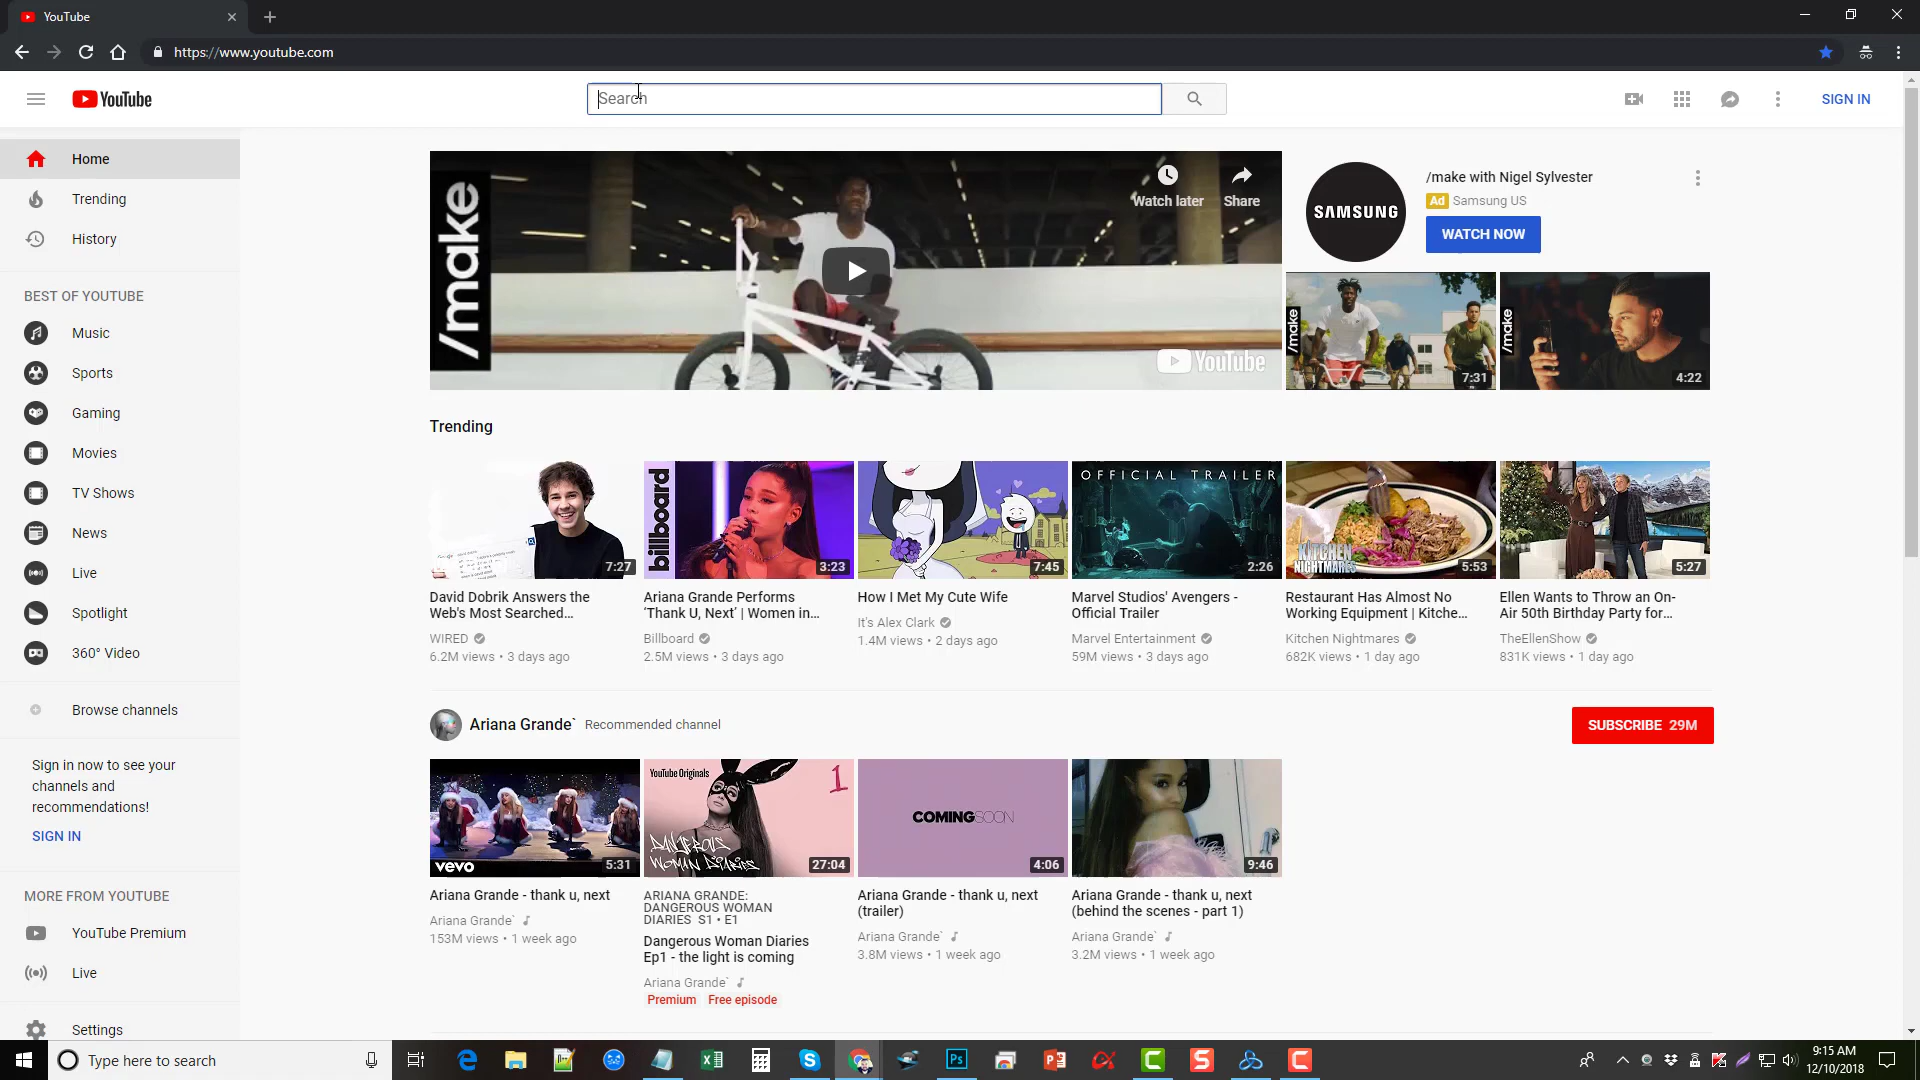 YouTube
https://www.youtube.com
YouTube
Search
SIGN IN
Home
Trending
History
BEST OF YOUTUBE
Music
Sports
Gaming
Movies
TV Shows
News
Live
Spotlight
360° Video
Browse channels
Sign in now to see your
channels and
recommendations!
SIGN IN
MORE FROM YOUTUBE
YouTube Premium
Live
Settings
/make
Watch later
Share
YouTube
SAMSUNG
/make with Nigel Sylvester
Ad Samsung US
WATCH NOW
/make
7:31
/make
4:22
Trending
7:27
David Dobrik Answers the
Web's Most Searched...
WIRED
6.2M views • 3 days ago
billboard
3:23
Ariana Grande Performs
‘Thank U, Next’ | Women in...
Billboard
2.5M views • 3 days ago
7:45
How I Met My Cute Wife
It's Alex Clark
1.4M views • 2 days ago
OFFICIAL TRAILER
2:26
Marvel Studios' Avengers -
Official Trailer
Marvel Entertainment
59M views • 3 days ago
KITCHEN
NIGHTMARES
5:53
Restaurant Has Almost No
Working Equipment | Kitche...
Kitchen Nightmares
682K views • 1 day ago
5:27
Ellen Wants to Throw an On-
Air 50th Birthday Party for...
TheEllenShow
831K views • 1 day ago
Ariana Grande` Recommended channel
SUBSCRIBE 29M
vevo
5:31
Ariana Grande - thank u, next
Ariana Grande`
153M views • 1 week ago
YouTube Originals
1
DANGEROUS
WOMAN DIARIES
27:04
ARIANA GRANDE:
DANGEROUS WOMAN
DIARIES S1 • E1
Dangerous Woman Diaries
Ep1 - the light is coming
Ariana Grande`
Premium Free episode
COMINGSOON
4:06
Ariana Grande - thank u, next
(trailer)
Ariana Grande`
3.8M views • 1 week ago
9:46
Ariana Grande - thank u, next
(behind the scenes - part 1)
Ariana Grande`
3.2M views • 1 week ago
Type here to search
Ps
9:15 AM
12/10/2018